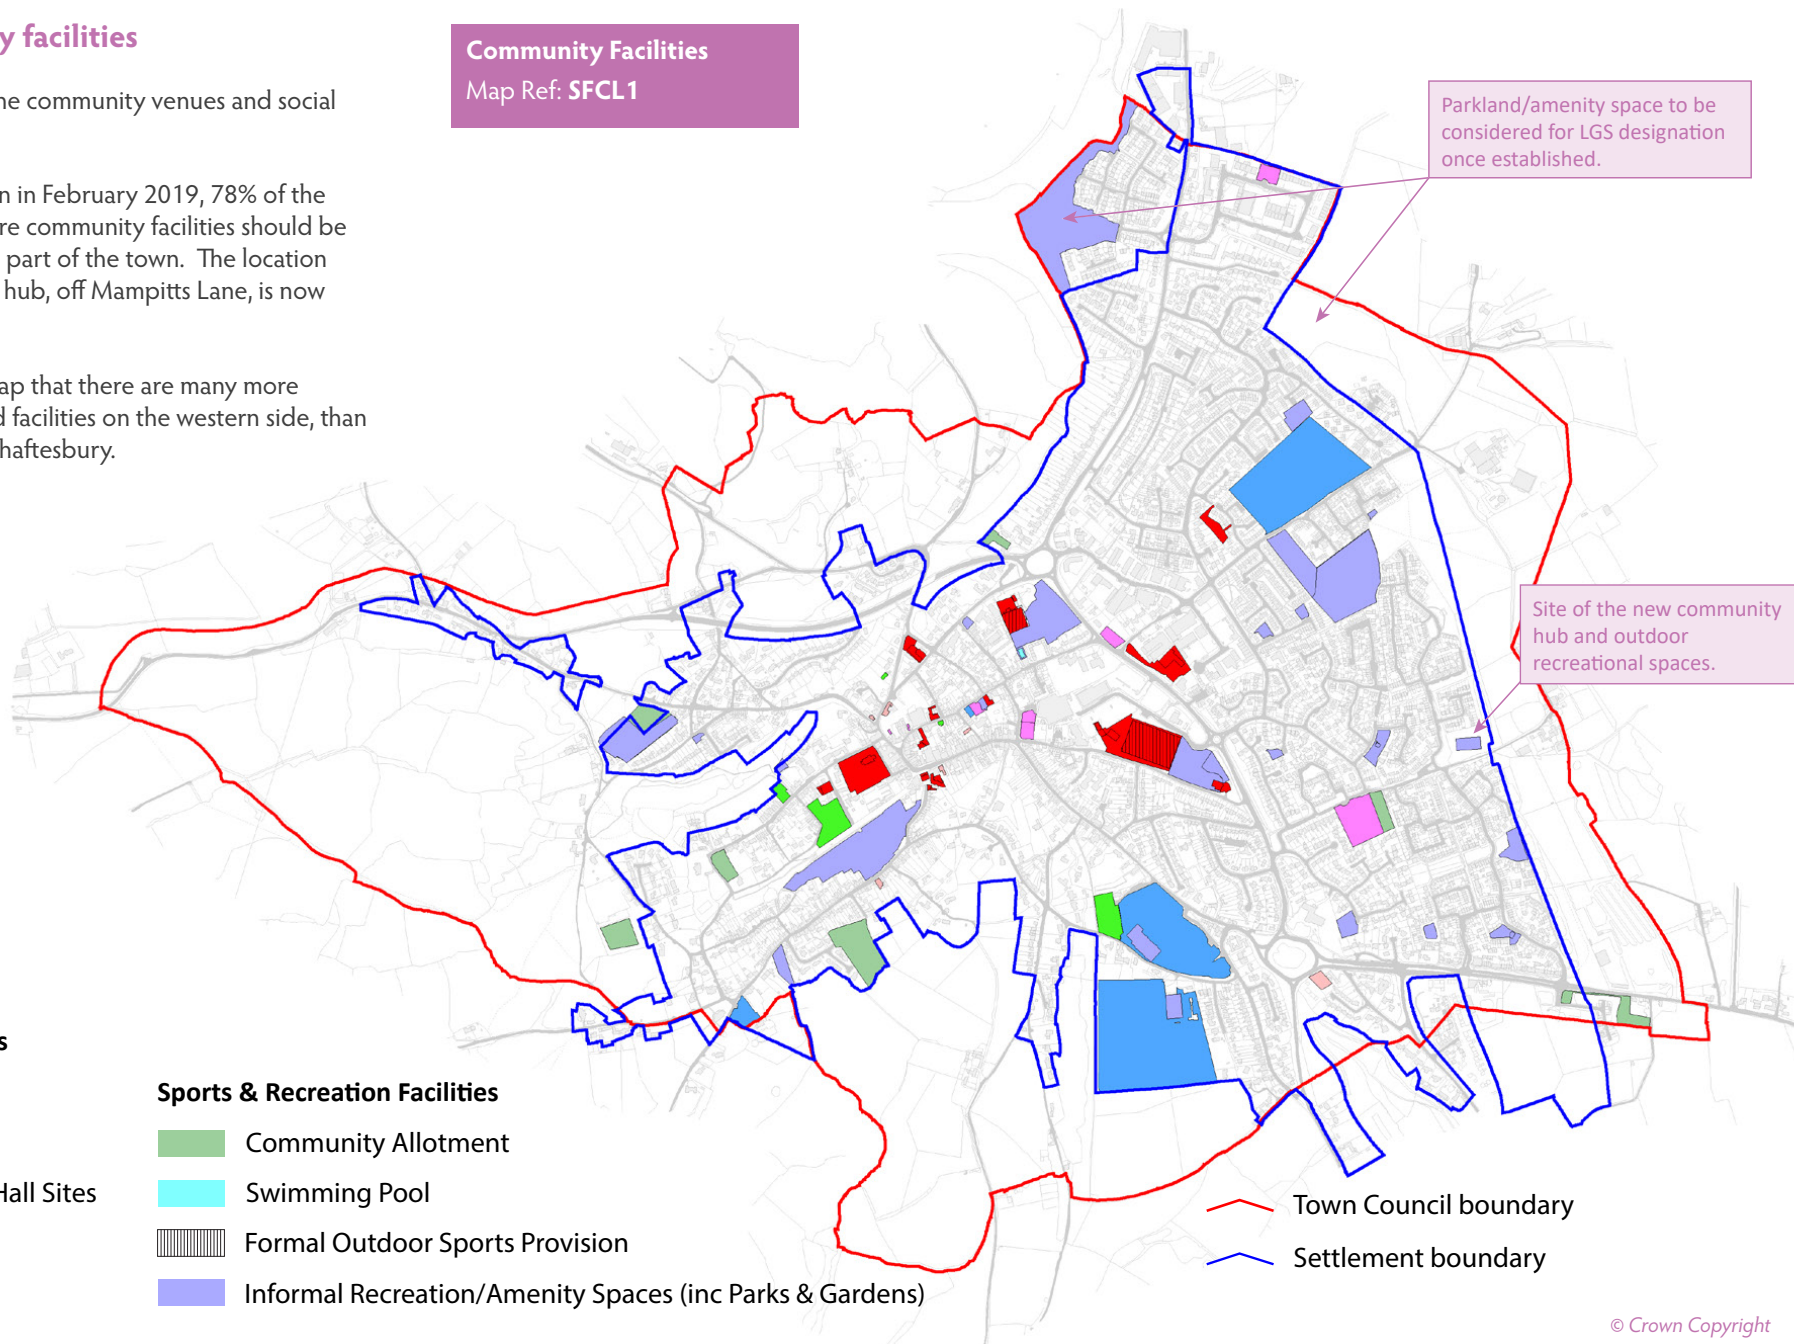 y facilities
ne community venues and social
n in February 2019, 78% of the
re community facilities should be
part of the town. The location
hub, off Mampitts Lane, is now
ap that there are many more
d facilities on the western side, than
haftesbury.
Community Facilities
Map Ref: SFCL1
Parkland/amenity space to be
considered for LGS designation
once established.
Site of the new community
hub and outdoor
recreational spaces.
s
Hall Sites
Sports & Recreation Facilities
Community Allotment
Swimming Pool
Formal Outdoor Sports Provision
Informal Recreation/Amenity Spaces (inc Parks & Gardens)
Town Council boundary
Settlement boundary
© Crown Copyright